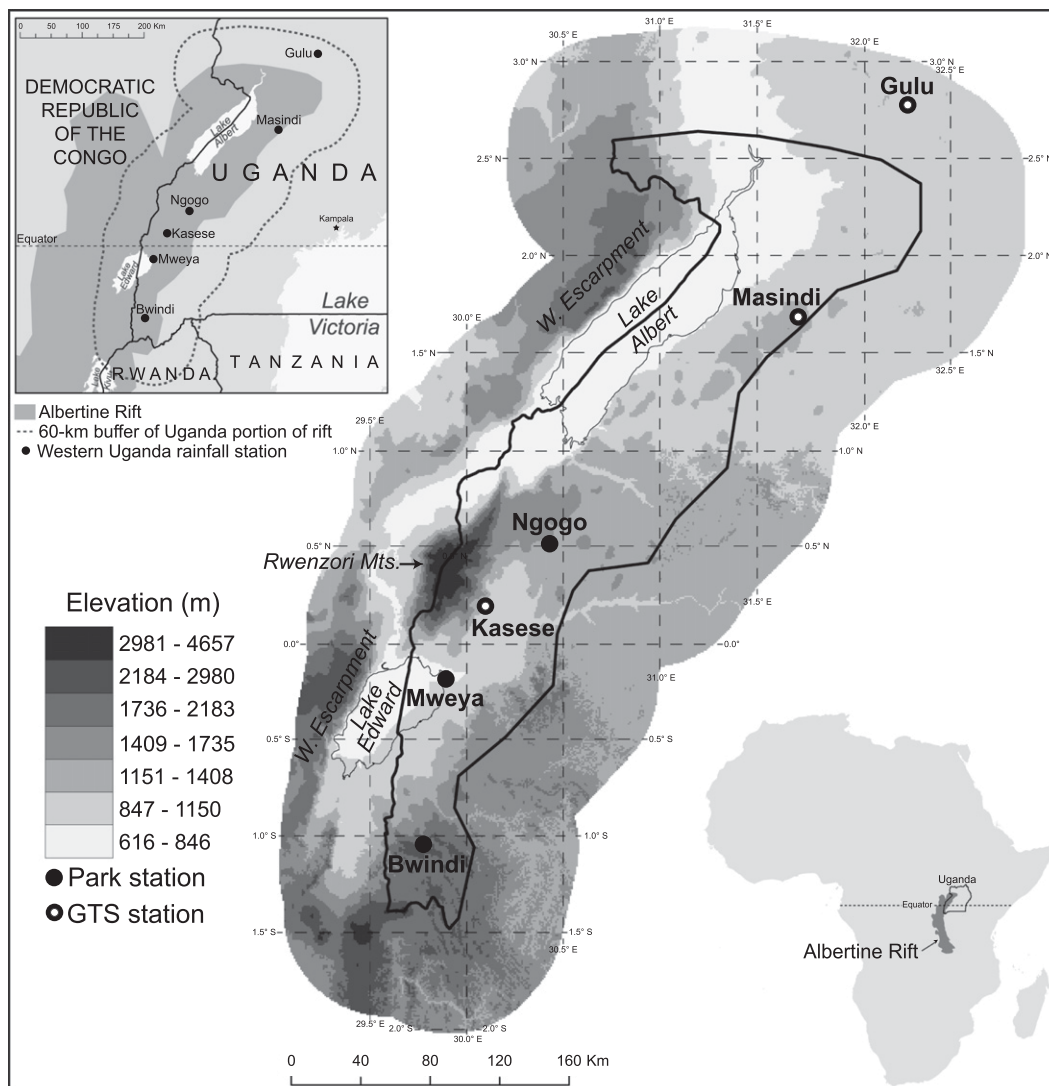 0 50 100 175 200 Km
Gulu
DEMOCRATIC
REPUBLIC
OF THE
CONGO
Lake
Albert
Masindi
UGANDA
Ngogo
Kampala
Kasese
Equator
Mweya
Lake
Edward
Bwindi
Lake
Victoria
RWANDA
TANZANIA
Lake
Albertine Rift
60-km buffer of Uganda portion of rift
Western Uganda rainfall station
31.0° E
30.5° E
31.5° E
32.0° E
3.0° N
3.0° N
32.5° E
Gulu
2.5° N
2.5° N
2.0° N
2.0° N
W. Escarpment
Lake
Albert
Masindi
30.0° E
1.5° N
1.5° N
32.5° E
29.5° E
32.0° E
1.0° N
1.0° N
Ngogo
0.5° N
0.5° N
Rwenzori Mts.
31.5° E
Kasese
0.0°
0.0°
W. Escarpment
Lake
Edward
Mweya
31.0° E
0.5° S
0.5° S
1.0° S
1.0° S
Bwindi
1.5° S
1.5° S
30.5° E
29.5° E
2.0° S
2.0° S
30.0° E
Elevation (m)
2981 - 4657
2184 - 2980
1736 - 2183
1409 - 1735
1151 - 1408
847 - 1150
616 - 846
Park station
GTS station
0 40 80 120 160 Km
Uganda
Equator
Albertine Rift